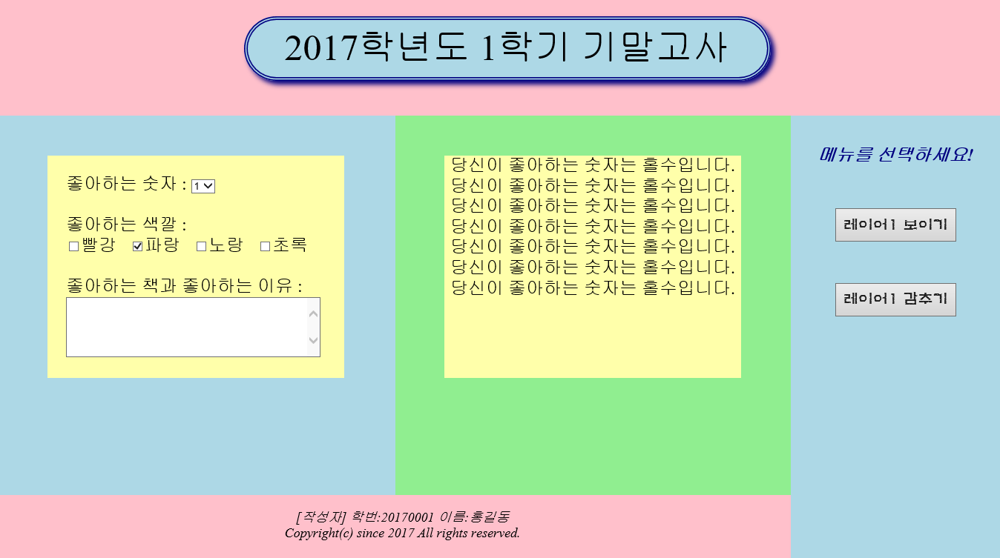 2017학년도 1학기 기말고사
좋아하는 숫자 : 1
좋아하는 색깔 :
빨강 파랑 노랑 초록
좋아하는 책과 좋아하는 이유 :
당신이 좋아하는 숫자는 홀수입니다.
당신이 좋아하는 숫자는 홀수입니다.
당신이 좋아하는 숫자는 홀수입니다.
당신이 좋아하는 숫자는 홀수입니다.
당신이 좋아하는 숫자는 홀수입니다.
당신이 좋아하는 숫자는 홀수입니다.
당신이 좋아하는 숫자는 홀수입니다.
메뉴를 선택하세요!
레이어1 보이기
레이어1 감추기
[작성자] 학번:20170001 이름:홍길동
Copyright(c) since 2017 All rights reserved.